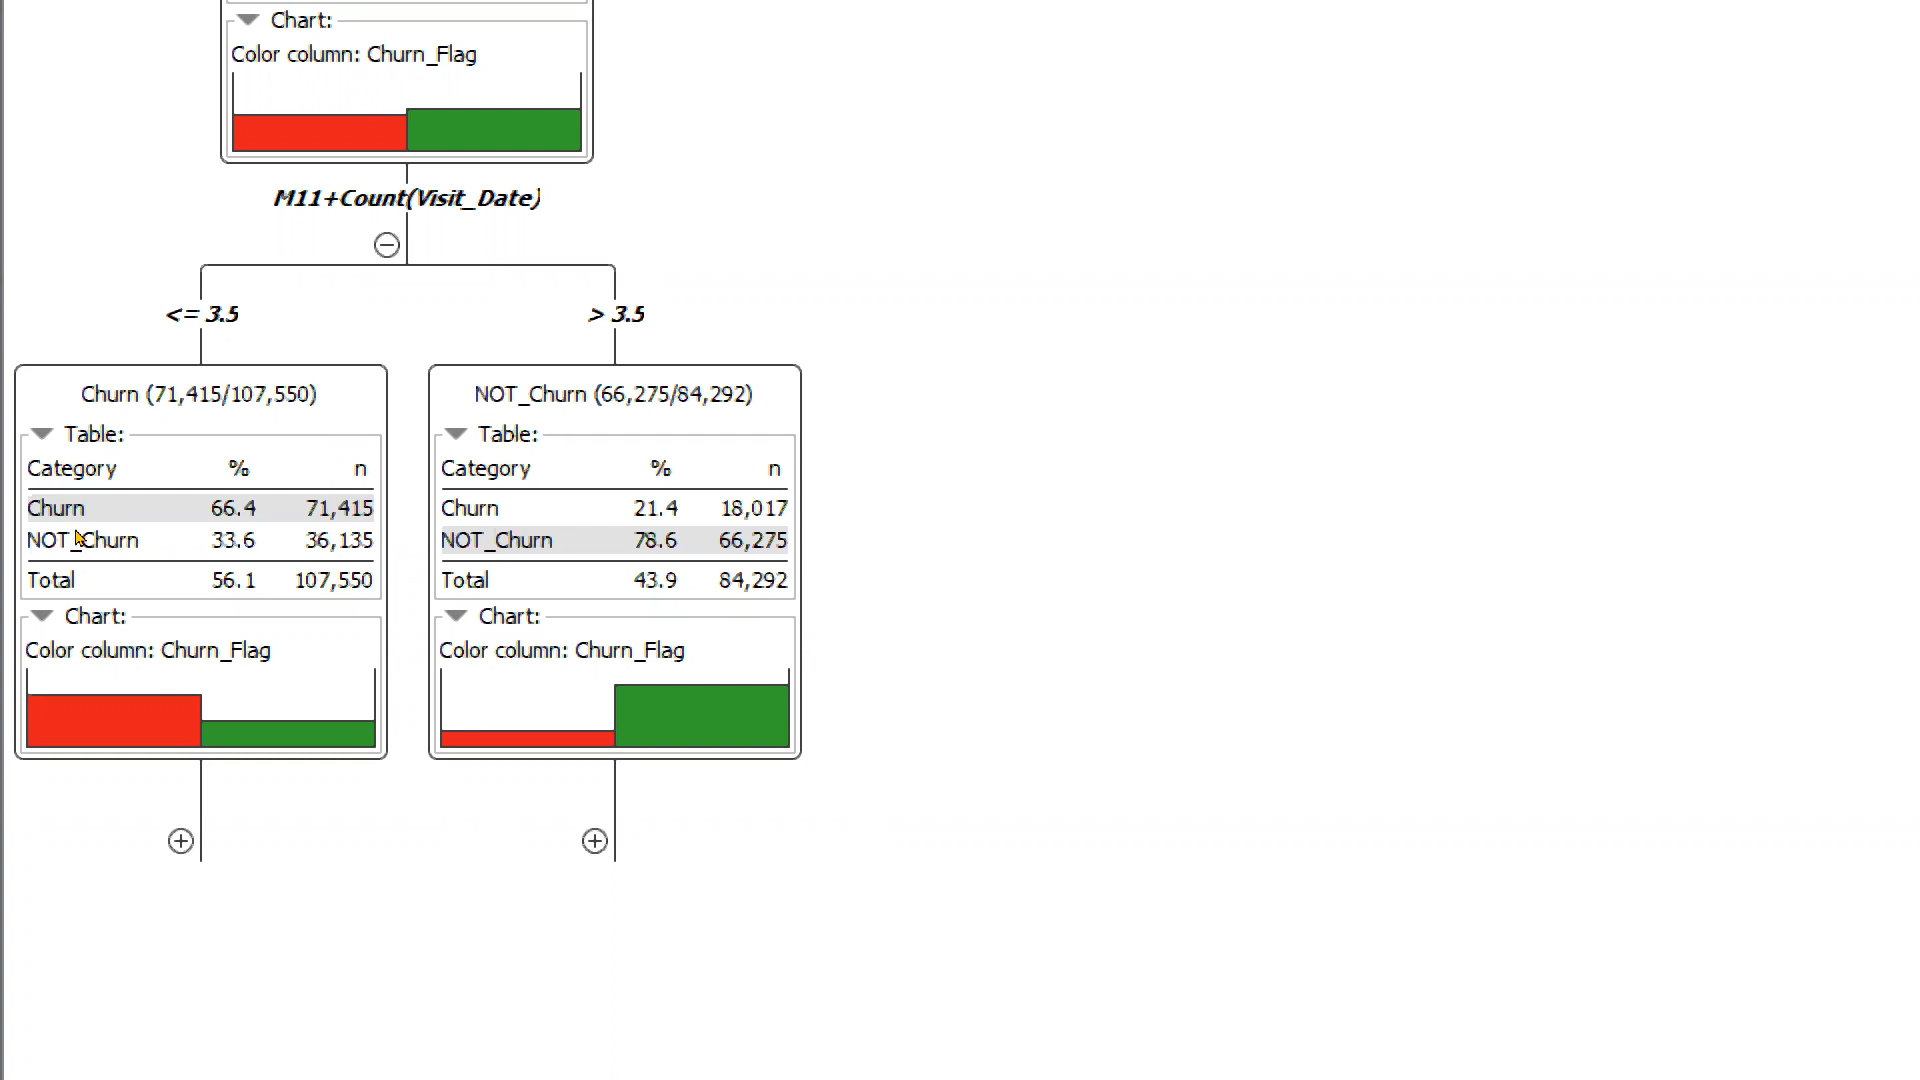 Chart:
Color column: Churn_Flag
M11+Count(Visit_Date)
<= 3.5
> 3.5
Churn (71,415/107,550)
Table:
Category % n
Churn 66.4 71,415
NOT_Churn 33.6 36,135
Total 56.1 107,550
Chart:
Color column: Churn_Flag
NOT_Churn (66,275/84,292)
Table:
Category % n
Churn 21.4 18,017
NOT_Churn 78.6 66,275
Total 43.9 84,292
Chart:
Color column: Churn_Flag